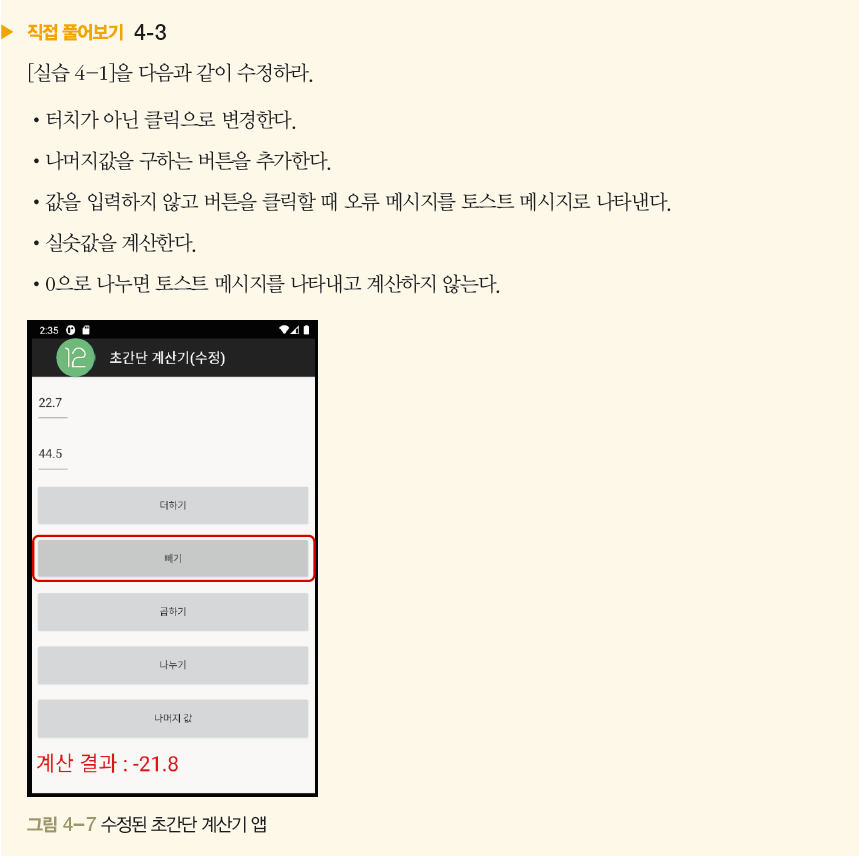 ▶ 직접 풀어보기 4-3
[실습 4-1]을 다음과 같이 수정하라.
• 터치가 아닌 클릭으로 변경한다.
• 나머지값을 구하는 버튼을 추가한다.
• 값을 입력하지 않고 버튼을 클릭할 때 오류 메시지를 토스트 메시지로 나타낸다.
• 실숫값을 계산한다.
• 0으로 나누면 토스트 메시지를 나타내고 계산하지 않는다.
2:35
12 초간단 계산기(수정)
22.7
44.5
더하기
빼기
곱하기
나누기
나머지 값
계산 결과 : -21.8
그림 4-7 수정된 초간단 계산기 앱